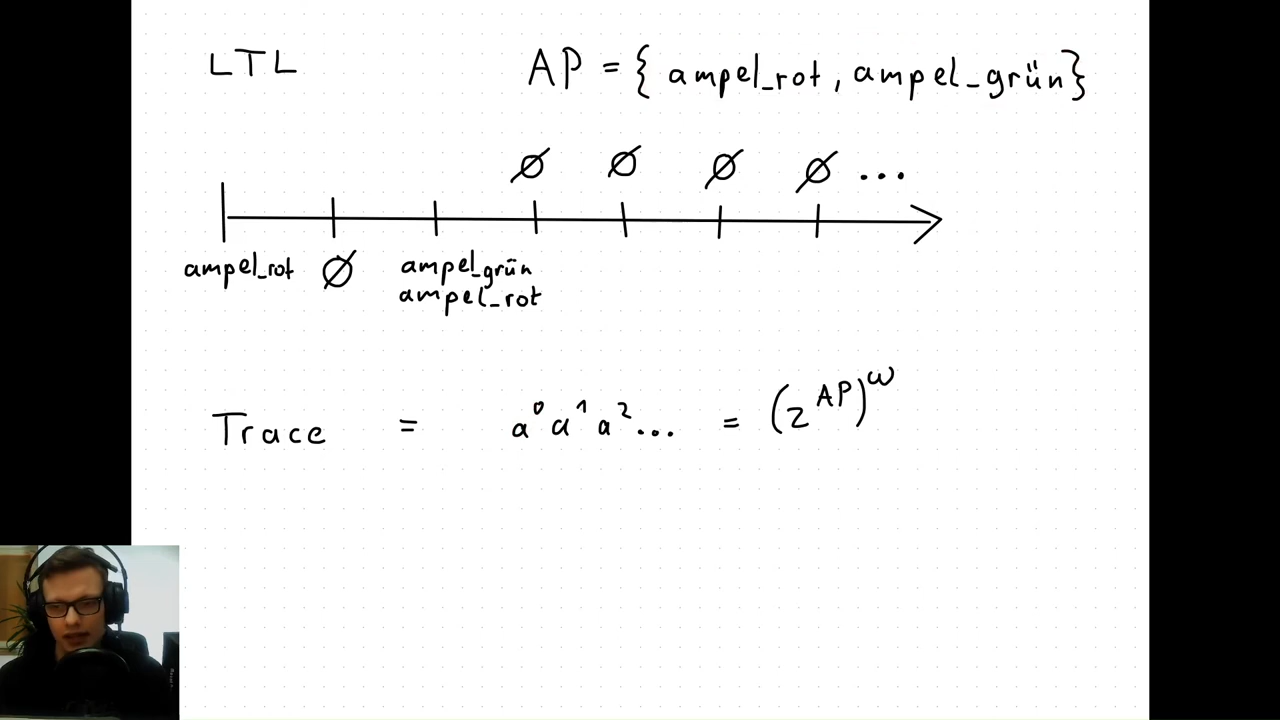 LTL AP = { ampel_rot, ampel_grün}
∅ ∅ ∅ ∅ ...
ampel_rot ∅ ampel_grün
ampel_rot
Trace = a⁰ a¹ a² ... = (2^AP)^ω